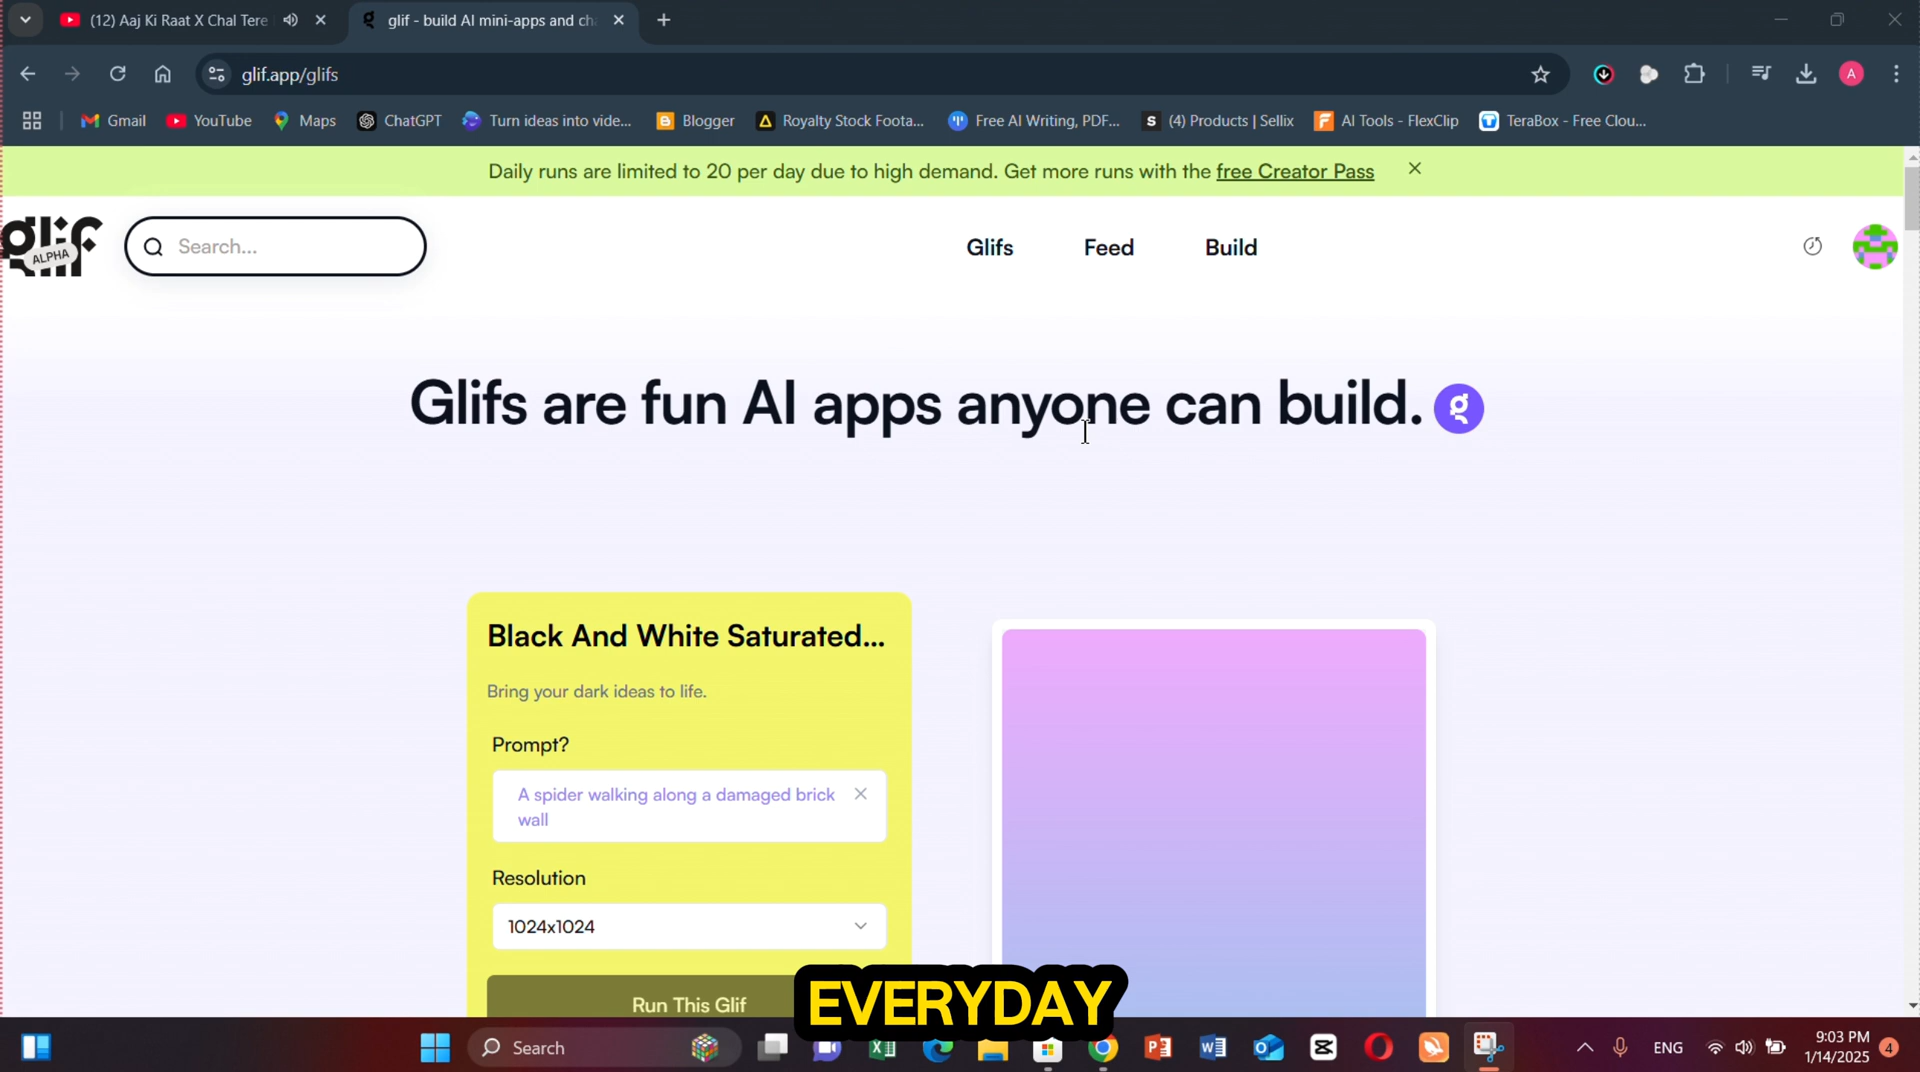 (12) Aaj Ki Raat X Chal Tere
glif - build AI mini-apps and ch
glif.app/glifs
A
Gmail
YouTube
Maps
ChatGPT
Turn ideas into vide...
Blogger
Royalty Stock Foota...
Free AI Writing, PDF...
S
(4) Products | Sellix
AI Tools - FlexClip
TeraBox - Free Clou...
Daily runs are limited to 20 per day due to high demand. Get more runs with the free Creator Pass
glif
ALPHA
Search...
Glifs
Feed
Build
Glifs are fun AI apps anyone can build.
g
Black And White Saturated...
Bring your dark ideas to life.
Prompt?
A spider walking along a damaged brick
wall
Resolution
1024x1024
Run This Glif
EVERYDAY
Search
ENG
9:03 PM
1/14/2025
4